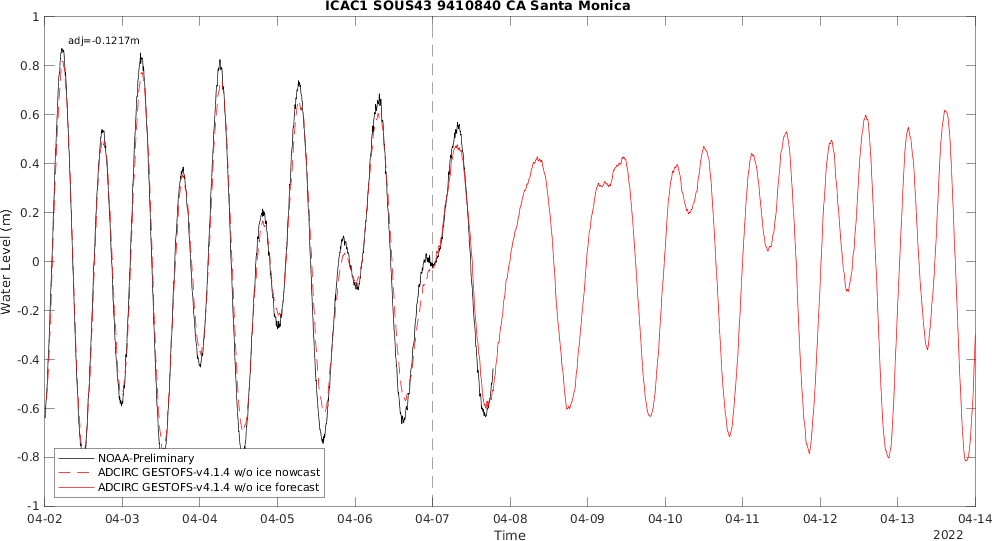 ICAC1 SOUS43 9410840 CA Santa Monica
adj=-0.1217m
Water Level (m)
1
0.8
0.6
0.4
0.2
0
-0.2
-0.4
-0.6
-0.8
-1
NOAA-Preliminary
ADCIRC GESTOFS-v4.1.4 w/o ice nowcast
ADCIRC GESTOFS-v4.1.4 w/o ice forecast
04-02 04-03 04-04 04-05 04-06 04-07 04-08 04-09 04-10 04-11 04-12 04-13 04-14
Time
2022